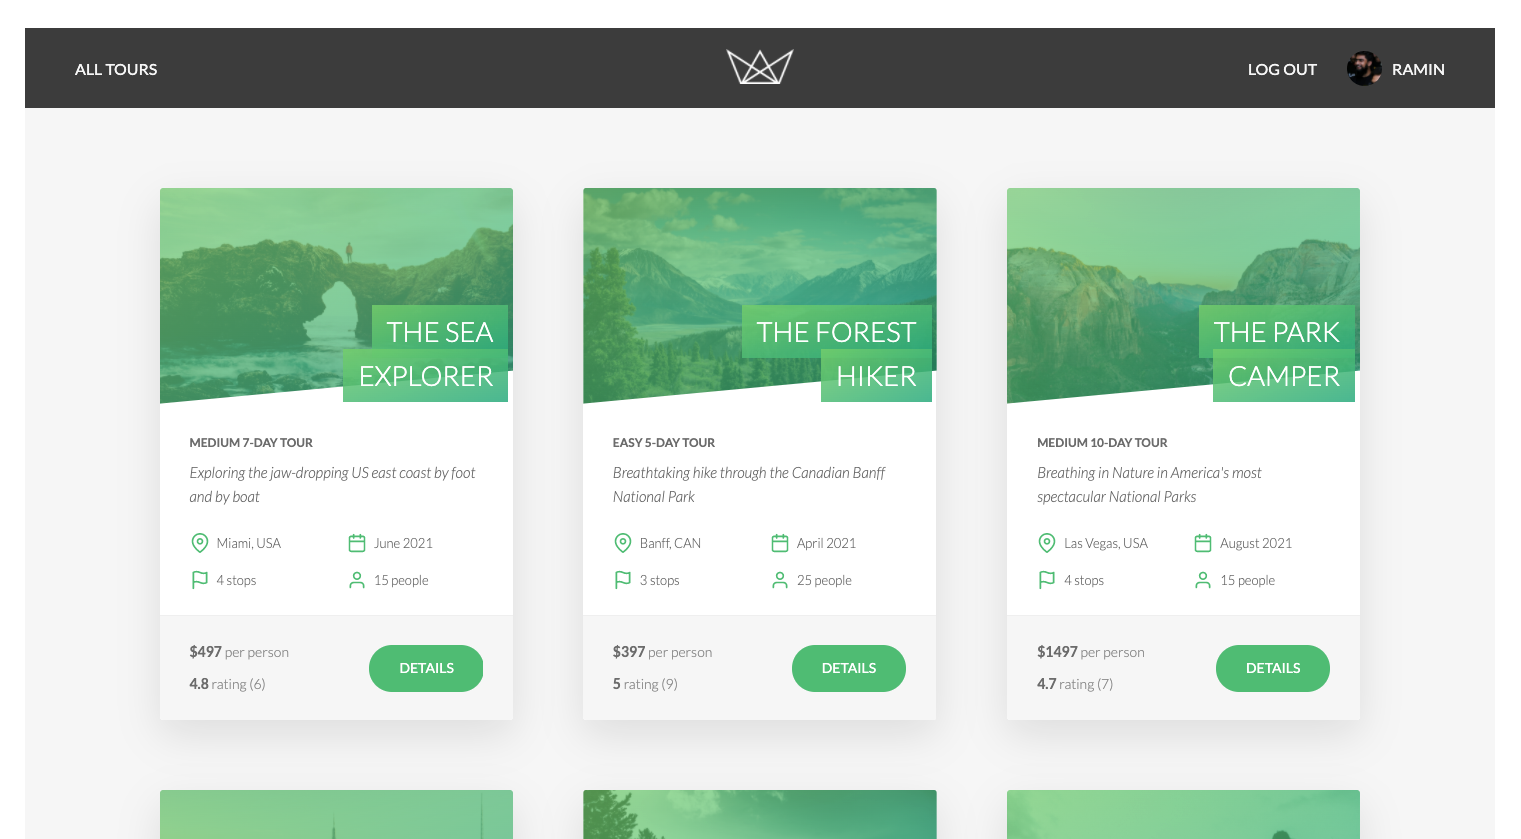 ALL TOURS
LOG OUT
RAMIN
THE SEA
EXPLORER
MEDIUM 7-DAY TOUR
Exploring the jaw-dropping US east coast by foot
and by boat
Miami, USA
June 2021
4 stops
15 people
$497 per person
4.8 rating (6)
DETAILS
THE FOREST
HIKER
EASY 5-DAY TOUR
Breathtaking hike through the Canadian Banff
National Park
Banff, CAN
April 2021
3 stops
25 people
$397 per person
5 rating (9)
DETAILS
THE PARK
CAMPER
MEDIUM 10-DAY TOUR
Breathing in Nature in America's most
spectacular National Parks
Las Vegas, USA
August 2021
4 stops
15 people
$1497 per person
4.7 rating (7)
DETAILS